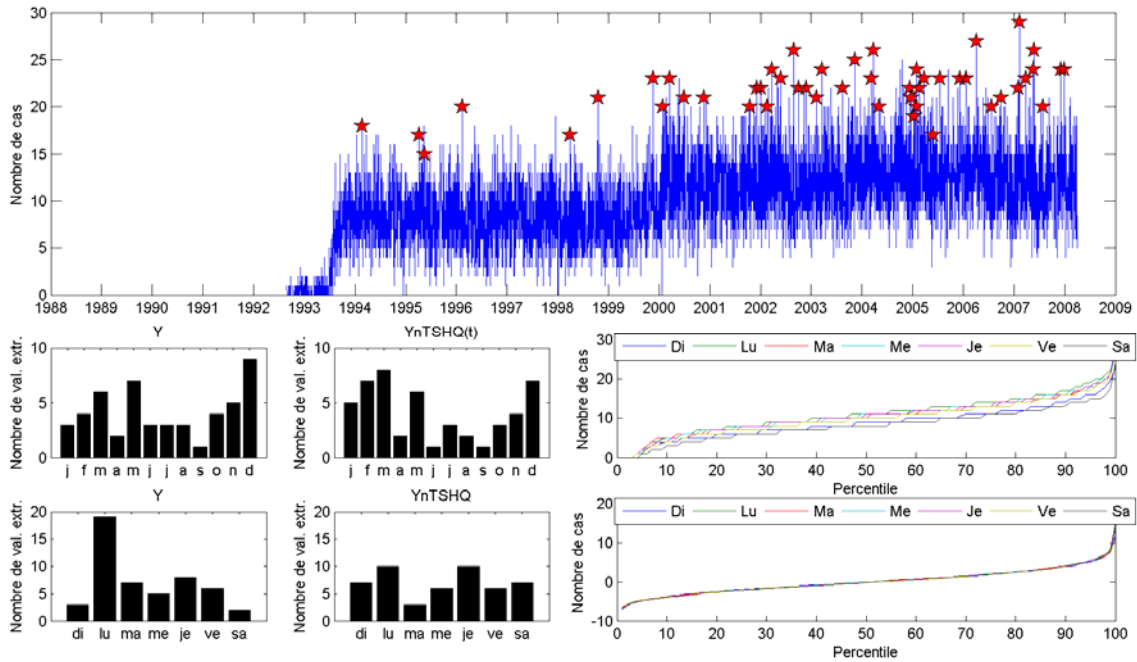 30
25
20
15
10
5
0
Nombre de cas
1988 1989 1990 1991 1992 1993 1994 1995 1996 1997 1998 1999 2000 2001 2002 2003 2004 2005 2006 2007 2008 2009
Y
10
5
0
Nombre de val. extr.
j f m a m j j a s o n d
YnTSHQ(t)
10
5
0
Nombre de val. extr.
j f m a m j j a s o n d
30
20
10
0
Nombre de cas
Di Lu Ma Me Je Ve Sa
0 10 20 30 40 50 60 70 80 90 100
Percentile
Y
20
15
10
5
0
Nombre de val. extr.
di lu ma me je ve sa
YnTSHQ
20
15
10
5
0
Nombre de val. extr.
di lu ma me je ve sa
20
10
0
-10
Nombre de cas
Di Lu Ma Me Je Ve Sa
0 10 20 30 40 50 60 70 80 90 100
Percentile